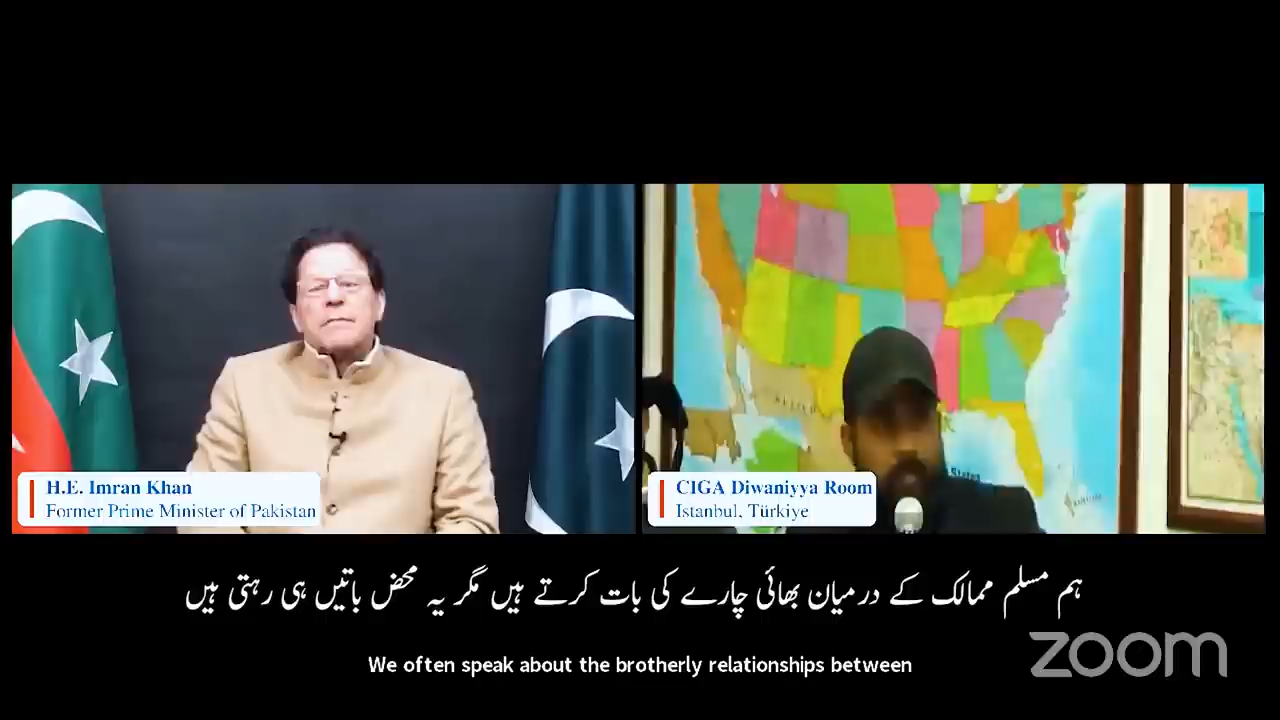 H.E. Imran Khan
Former Prime Minister of Pakistan
CIGA Diwaniyya Room
Istanbul, Türkiye
ہم مسلم ممالک کے درمیان بھائی چارے کی بات کرتے ہیں مگر یہ محض باتیں ہی رہتی ہیں
We often speak about the brotherly relationships between
zoom